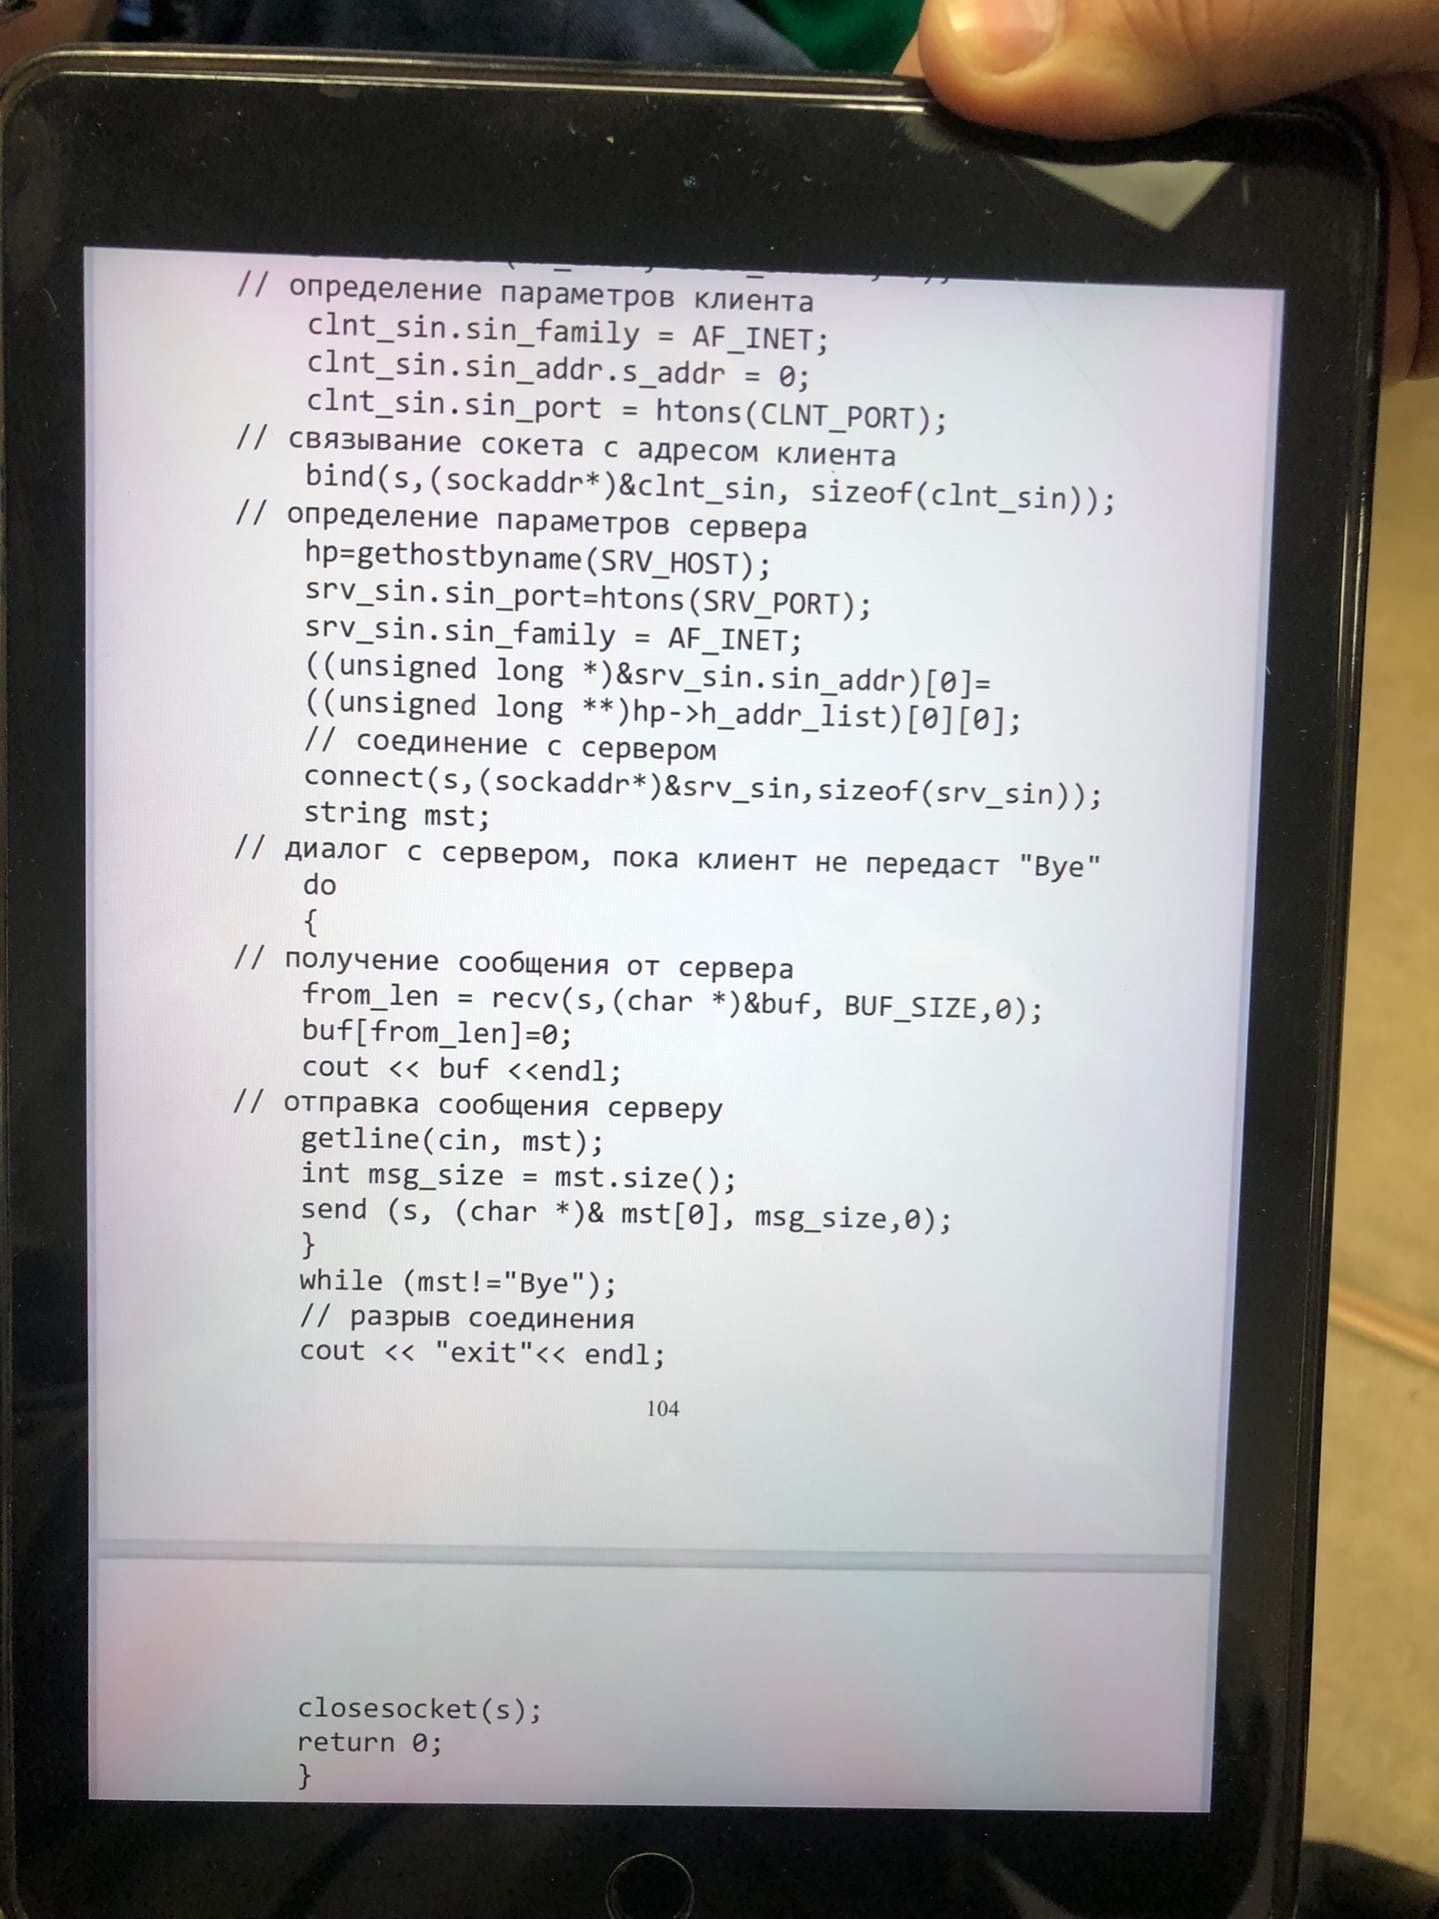 // определение параметров клиента
clnt_sin.sin_family = AF_INET;
clnt_sin.sin_addr.s_addr = 0;
clnt_sin.sin_port = htons(CLNT_PORT);
// связывание сокета с адресом клиента
bind(s,(sockaddr*)&clnt_sin, sizeof(clnt_sin));
// определение параметров сервера
hp=gethostbyname(SRV_HOST);
srv_sin.sin_port=htons(SRV_PORT);
srv_sin.sin_family = AF_INET;
((unsigned long *)&srv_sin.sin_addr)[0]=
((unsigned long **)hp->h_addr_list)[0][0];
// соединение с сервером
connect(s,(sockaddr*)&srv_sin,sizeof(srv_sin));
string mst;
// диалог с сервером, пока клиент не передаст "Bye"
do
{
// получение сообщения от сервера
from_len = recv(s,(char *)&buf, BUF_SIZE,0);
buf[from_len]=0;
cout << buf <<endl;
// отправка сообщения серверу
getline(cin, mst);
int msg_size = mst.size();
send (s, (char *)& mst[0], msg_size,0);
}
while (mst!="Bye");
// разрыв соединения
cout << "exit"<< endl;
104
closesocket(s);
return 0;
}